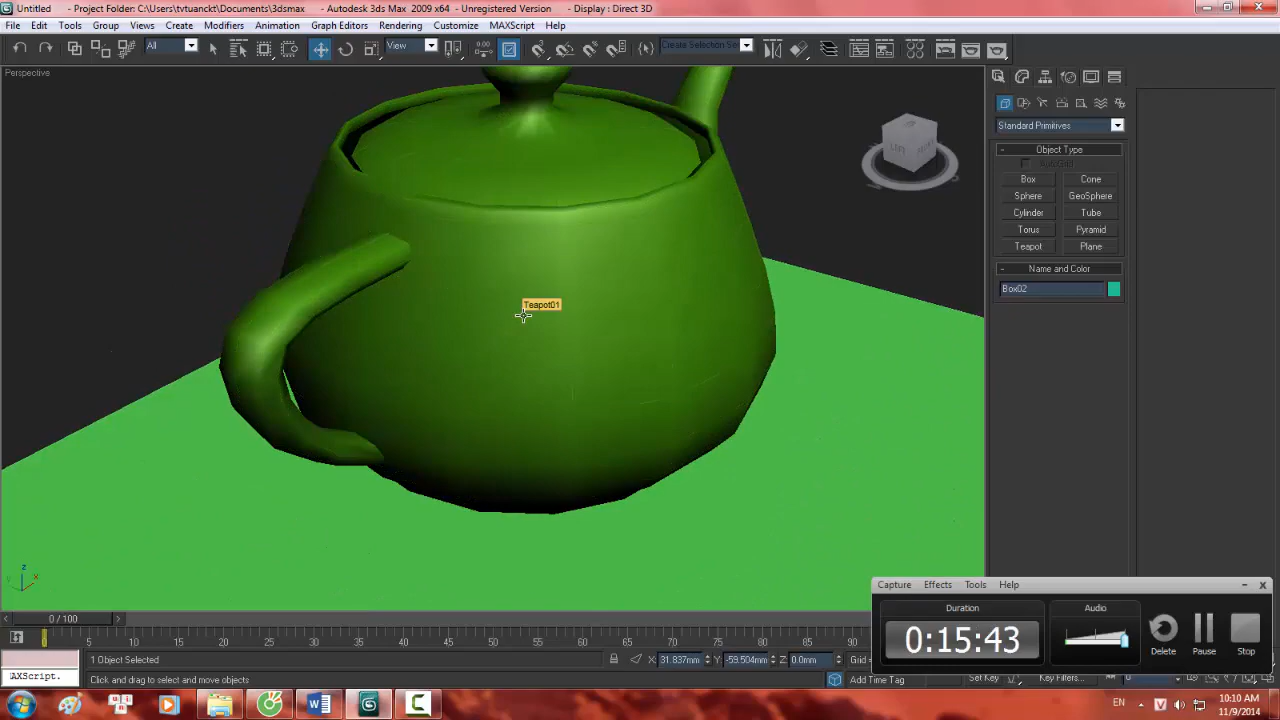 Untitled - Project Folder: C:\Users\tvtuanckt\Documents\3dsmax - Autodesk 3ds Max 2009 x64 - Unregistered Version - Display : Direct 3D
File Edit Tools Group Views Create Modifiers Animation Graph Editors Rendering Customize MAXScript Help
All View Create Selection Se
Perspective
Standard Primitives
- Object Type
AutoGrid
Box Cone
Sphere GeoSphere
Cylinder Tube
Torus Pyramid
Teapot Plane
- Name and Color
Box02
Teapot01
LEFT
z
x
y
Capture Effects Tools Help
Duration Audio
0:15:43
Delete Pause Stop
< 0 / 100 >
5 10 15 20 25 30 35 40 45 50 55 60 65 70 75 80 85 90
1 Object Selected X: 31.837mm Y: -59.504mm Z: 0.0mm Grid =
AXScript. Click and drag to select and move objects Add Time Tag Set Key Key Filters... 0
EN 10:10 AM
11/9/2014